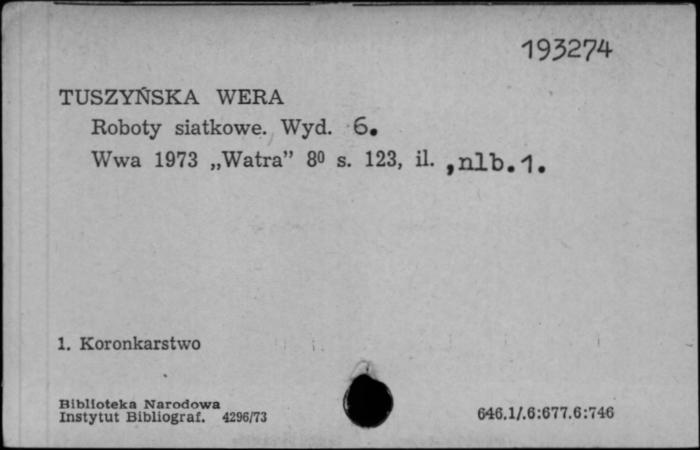 193274
TUSZYŃSKA WERA
Roboty siatkowe. Wyd. 6.
Wwa 1973 „Watra” 8⁰ s. 123, il. ,nlb.1.
1. Koronkarstwo
Biblioteka Narodowa
Instytut Bibliograf. 4296/73
646.1/.6:677.6:746